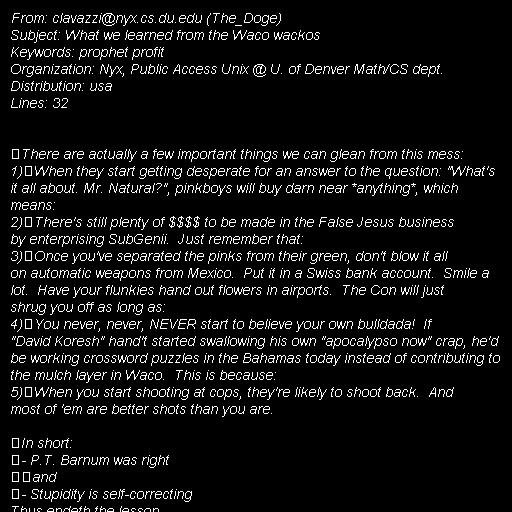 From: clavazzi@nyx.cs.du.edu (The_Doge)
Subject: What we learned from the Waco wackos
Keywords: prophet profit
Organization: Nyx, Public Access Unix @ U. of Denver Math/CS dept.
Distribution: usa
Lines: 32
There are actually a few important things we can glean from this mess:
1) When they start getting desperate for an answer to the question: "What's
it all about. Mr. Natural?", pinkboys will buy darn near *anything*, which
means:
2) There's still plenty of $$$$ to be made in the False Jesus business
by enterprising SubGenii.  Just remember that:
3) Once you've separated the pinks from their green, don't blow it all
on automatic weapons from Mexico.  Put it in a Swiss bank account.  Smile a
lot.  Have your flunkies hand out flowers in airports.  The Con will just
shrug you off as long as:
4) You never, never, NEVER start to believe your own bulldada!  If
"David Koresh" hand't started swallowing his own "apocalypso now" crap, he'd
be working crossword puzzles in the Bahamas today instead of contributing to
the mulch layer in Waco.  This is because:
5) When you start shooting at cops, they're likely to shoot back.  And
most of 'em are better shots than you are.
In short:
- P.T. Barnum was right
and
- Stupidity is self-correcting
Thus endeth the lesson.